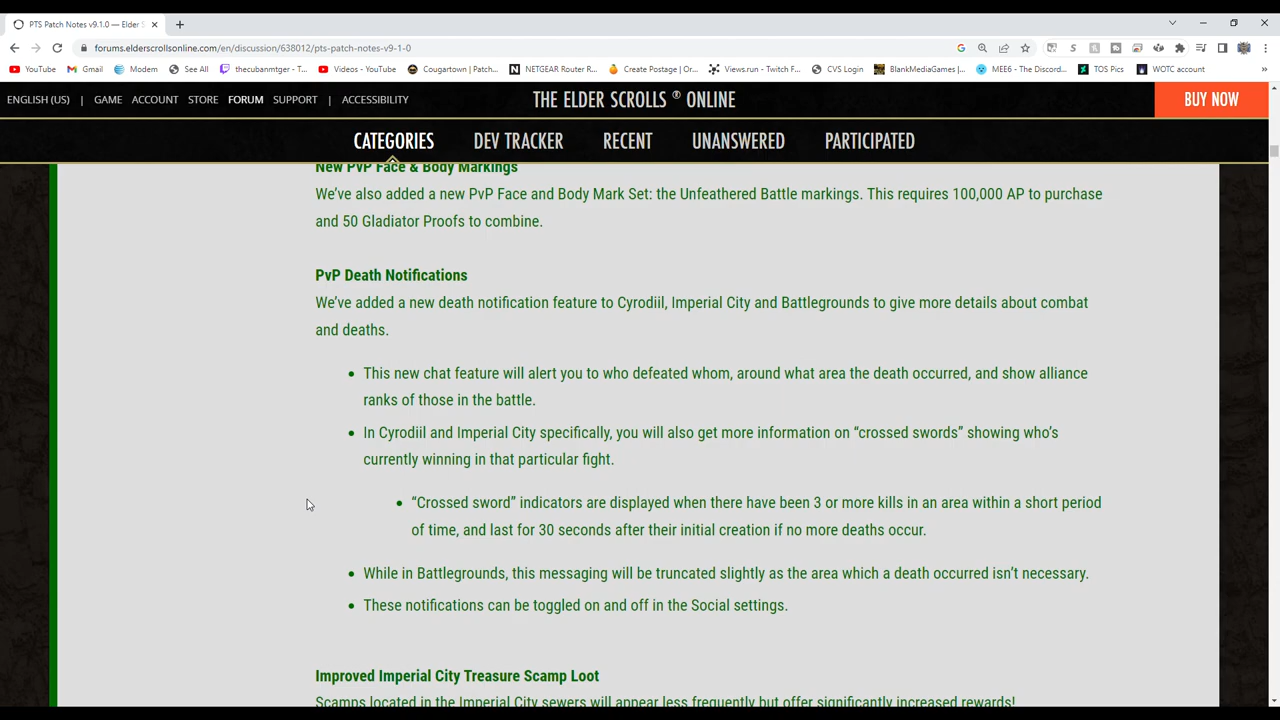 PTS Patch Notes v9.1.0 — Elder S
forums.elderscrollsonline.com/en/discussion/638012/pts-patch-notes-v9-1-0
YouTube Gmail Modem See All thecubanmtger - T... Videos - YouTube Cougartown | Patch... NETGEAR Router R... Create Postage | Or... Views.run - Twitch F... CVS Login BlankMediaGames |... MEE6 - The Discord... TOS Pics WOTC account »
ENGLISH (US) | GAME ACCOUNT STORE FORUM SUPPORT | ACCESSIBILITY THE ELDER SCROLLS ® ONLINE BUY NOW
CATEGORIES DEV TRACKER RECENT UNANSWERED PARTICIPATED
New PvP Face & Body Markings
We’ve also added a new PvP Face and Body Mark Set: the Unfeathered Battle markings. This requires 100,000 AP to purchase
and 50 Gladiator Proofs to combine.
PvP Death Notifications
We’ve added a new death notification feature to Cyrodiil, Imperial City and Battlegrounds to give more details about combat
and deaths.
• This new chat feature will alert you to who defeated whom, around what area the death occurred, and show alliance
ranks of those in the battle.
• In Cyrodiil and Imperial City specifically, you will also get more information on “crossed swords” showing who’s
currently winning in that particular fight.
• “Crossed sword” indicators are displayed when there have been 3 or more kills in an area within a short period
of time, and last for 30 seconds after their initial creation if no more deaths occur.
• While in Battlegrounds, this messaging will be truncated slightly as the area which a death occurred isn’t necessary.
• These notifications can be toggled on and off in the Social settings.
Improved Imperial City Treasure Scamp Loot
Scamps located in the Imperial City sewers will appear less frequently but offer significantly increased rewards!